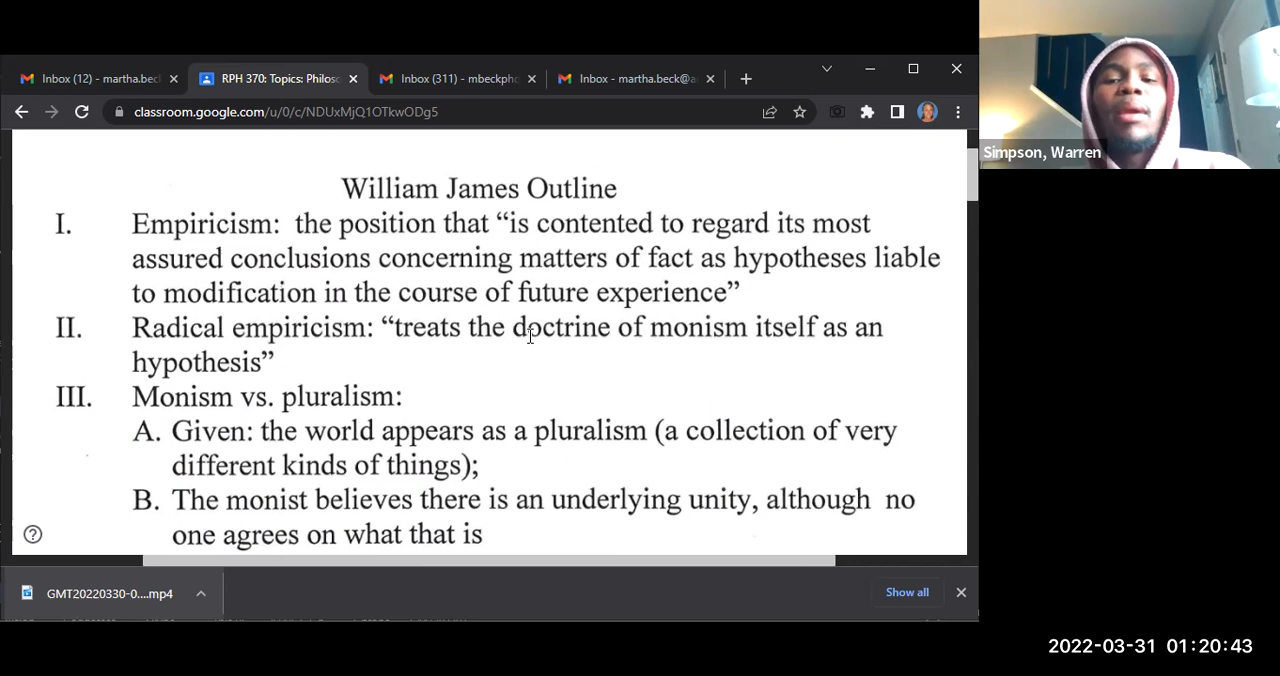 Inbox (12) - martha.bec
RPH 370: Topics: Philoso
Inbox (311) - mbeckph
Inbox - martha.beck@a
classroom.google.com/u/0/c/NDUxMjQ1OTkwODg5
Simpson, Warren
William James Outline
I. Empiricism: the position that “is contented to regard its most
assured conclusions concerning matters of fact as hypotheses liable
to modification in the course of future experience”
II. Radical empiricism: “treats the doctrine of monism itself as an
hypothesis”
III. Monism vs. pluralism:
A. Given: the world appears as a pluralism (a collection of very
different kinds of things);
B. The monist believes there is an underlying unity, although no
one agrees on what that is
GMT20220330-0....mp4
Show all
2022-03-31 01:20:43